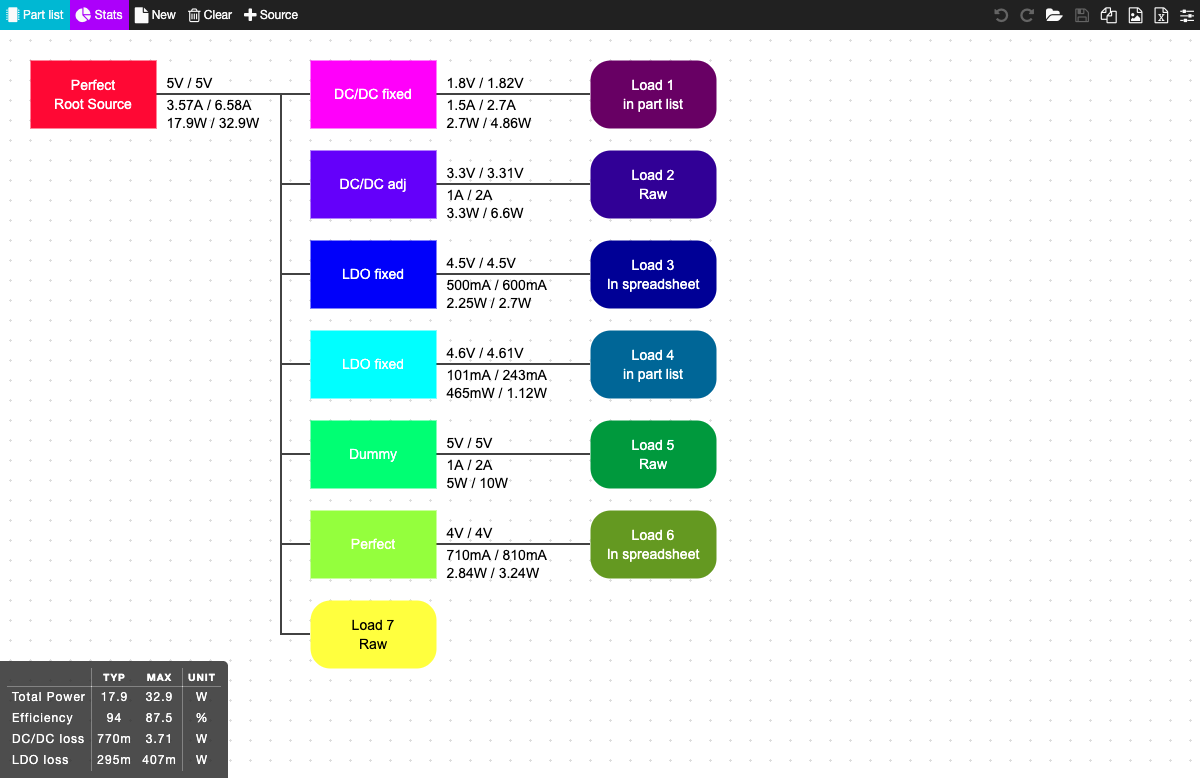 Part list Stats New Clear Source
Perfect
Root Source
5V / 5V
3.57A / 6.58A
17.9W / 32.9W
DC/DC fixed
1.8V / 1.82V
1.5A / 2.7A
2.7W / 4.86W
Load 1
in part list
DC/DC adj
3.3V / 3.31V
1A / 2A
3.3W / 6.6W
Load 2
Raw
LDO fixed
4.5V / 4.5V
500mA / 600mA
2.25W / 2.7W
Load 3
In spreadsheet
LDO fixed
4.6V / 4.61V
101mA / 243mA
465mW / 1.12W
Load 4
in part list
Dummy
5V / 5V
1A / 2A
5W / 10W
Load 5
Raw
Perfect
4V / 4V
710mA / 810mA
2.84W / 3.24W
Load 6
In spreadsheet
Load 7
Raw
TYP MAX UNIT
Total Power 17.9 32.9 W
Efficiency 94 87.5 %
DC/DC loss 770m 3.71 W
LDO loss 295m 407m W